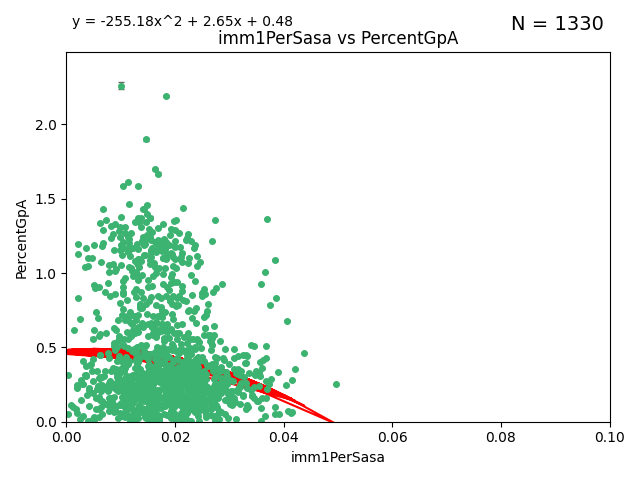 y = -255.18x^2 + 2.65x + 0.48
N = 1330
imm1PerSasa vs PercentGpA
PercentGpA
2.0
1.5
1.0
0.5
0.0
0.00 0.02 0.04 0.06 0.08 0.10
imm1PerSasa